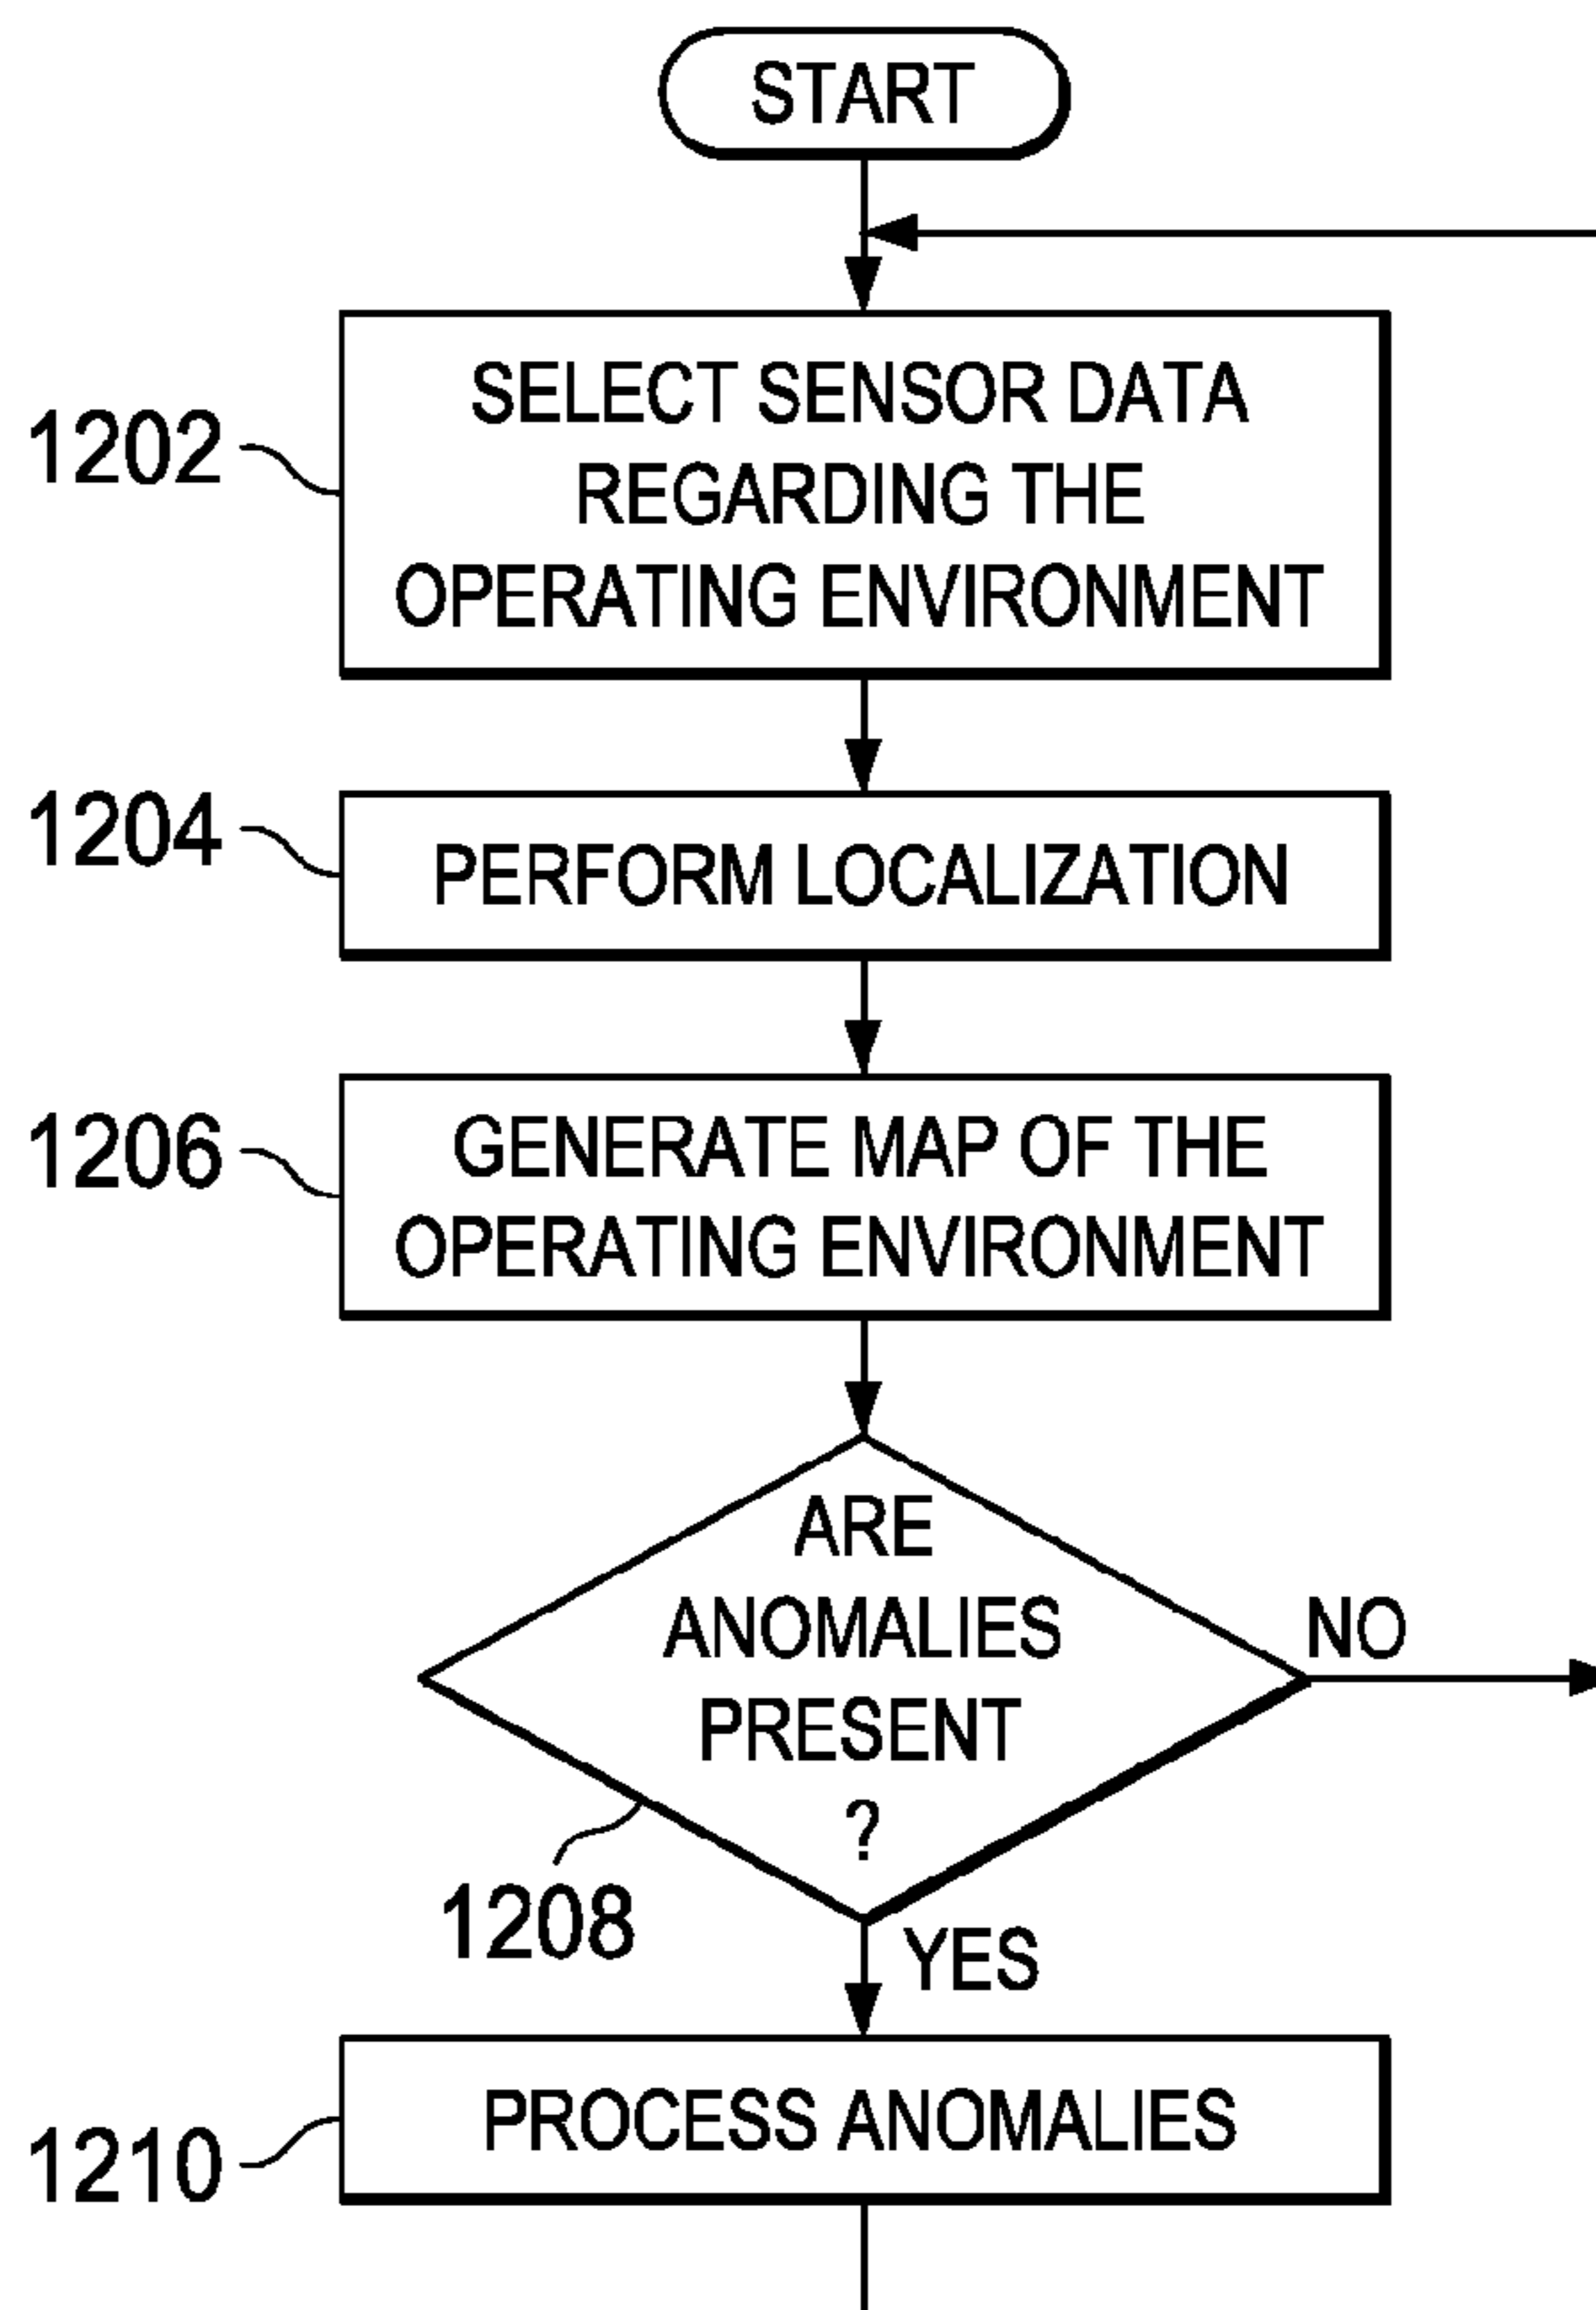 START
1202
SELECT SENSOR DATA
REGARDING THE
OPERATING ENVIRONMENT
1204
PERFORM LOCALIZATION
1206
GENERATE MAP OF THE
OPERATING ENVIRONMENT
ARE
ANOMALIES
PRESENT
?
NO
1208
YES
PROCESS ANOMALIES
1210